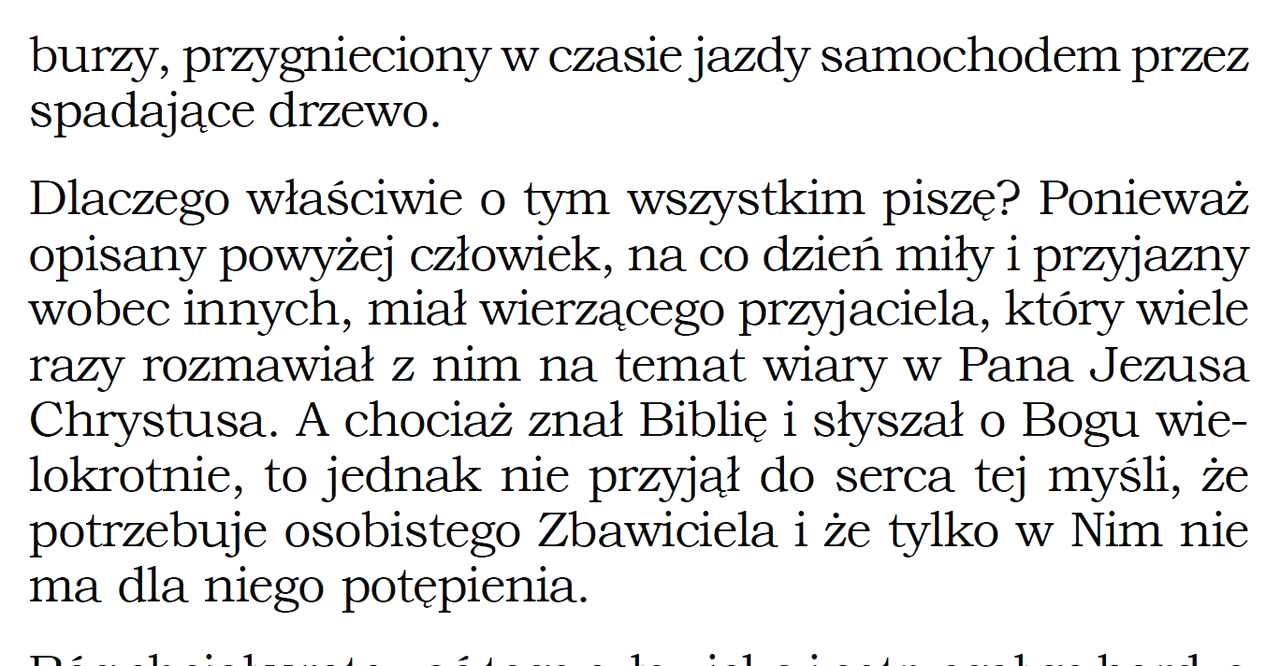 burzy, przygnieciony w czasie jazdy samochodem przez
spadające drzewo.
Dlaczego właściwie o tym wszystkim piszę? Ponieważ
opisany powyżej człowiek, na co dzień miły i przyjazny
wobec innych, miał wierzącego przyjaciela, który wiele
razy rozmawiał z nim na temat wiary w Pana Jezusa
Chrystusa. A chociaż znał Biblię i słyszał o Bogu wie-
lokrotnie, to jednak nie przyjął do serca tej myśli, że
potrzebuje osobistego Zbawiciela i że tylko w Nim nie
ma dla niego potępienia.